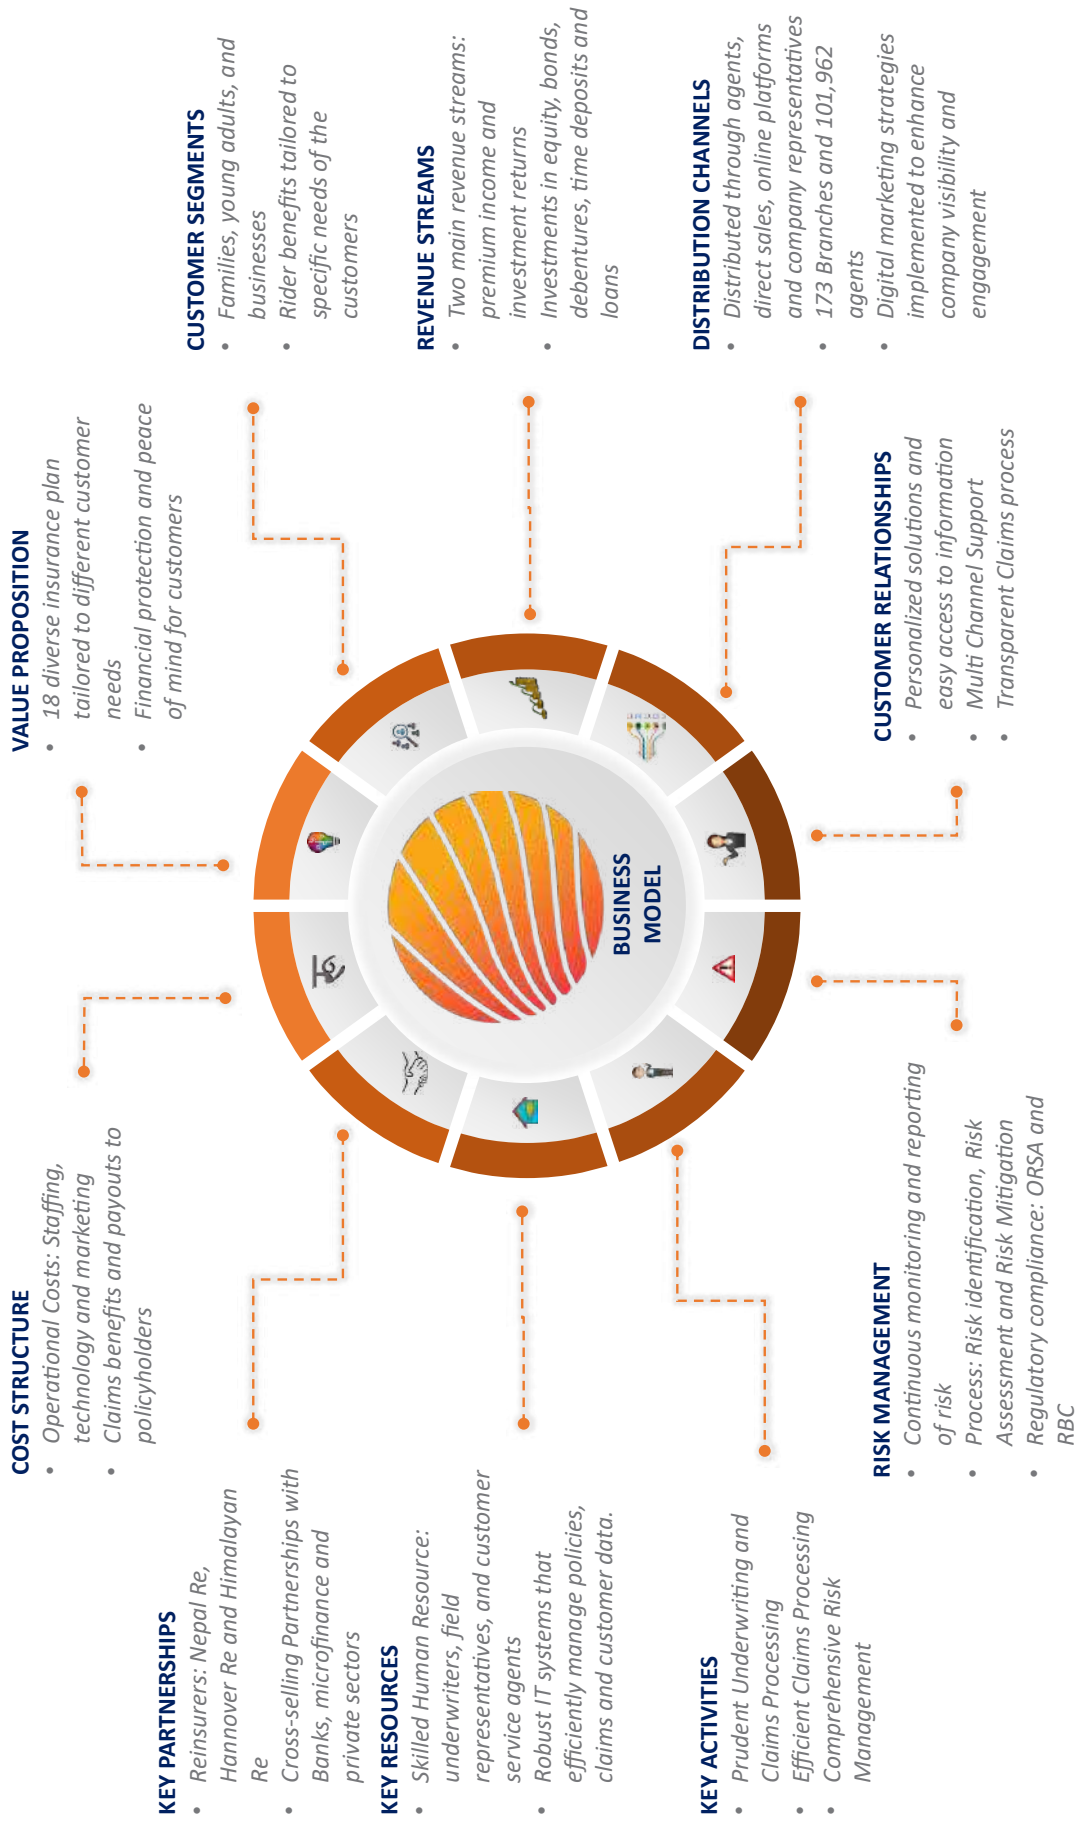 COST STRUCTURE
• Operational Costs: Staffing,
technology and marketing
• Claims benefits and payouts to
policyholders
VALUE PROPOSITION
• 18 diverse insurance plan
tailored to different customer
needs
• Financial protection and peace
of mind for customers
KEY PARTNERSHIPS
• Reinsurers: Nepal Re,
Hannover Re and Himalayan
Re
• Cross-selling Partnerships with
Banks, microfinance and
private sectors
CUSTOMER SEGMENTS
• Families, young adults, and
businesses
• Rider benefits tailored to
specific needs of the
customers
KEY RESOURCES
• Skilled Human Resource:
underwriters, field
representatives, and customer
service agents
• Robust IT systems that
efficiently manage policies,
claims and customer data.
BUSINESS
MODEL
REVENUE STREAMS
• Two main revenue streams:
premium income and
investment returns
• Investments in equity, bonds,
debentures, time deposits and
loans
KEY ACTIVITIES
• Prudent Underwriting and
Claims Processing
• Efficient Claims Processing
• Comprehensive Risk
Management
DISTRIBUTION CHANNELS
• Distributed through agents,
direct sales, online platforms
and company representatives
• 173 Branches and 101,962
agents
• Digital marketing strategies
implemented to enhance
company visibility and
engagement
RISK MANAGEMENT
• Continuous monitoring and reporting
of risk
• Process: Risk identification, Risk
Assessment and Risk Mitigation
• Regulatory compliance: ORSA and
RBC
CUSTOMER RELATIONSHIPS
• Personalized solutions and
easy access to information
• Multi Channel Support
• Transparent Claims process